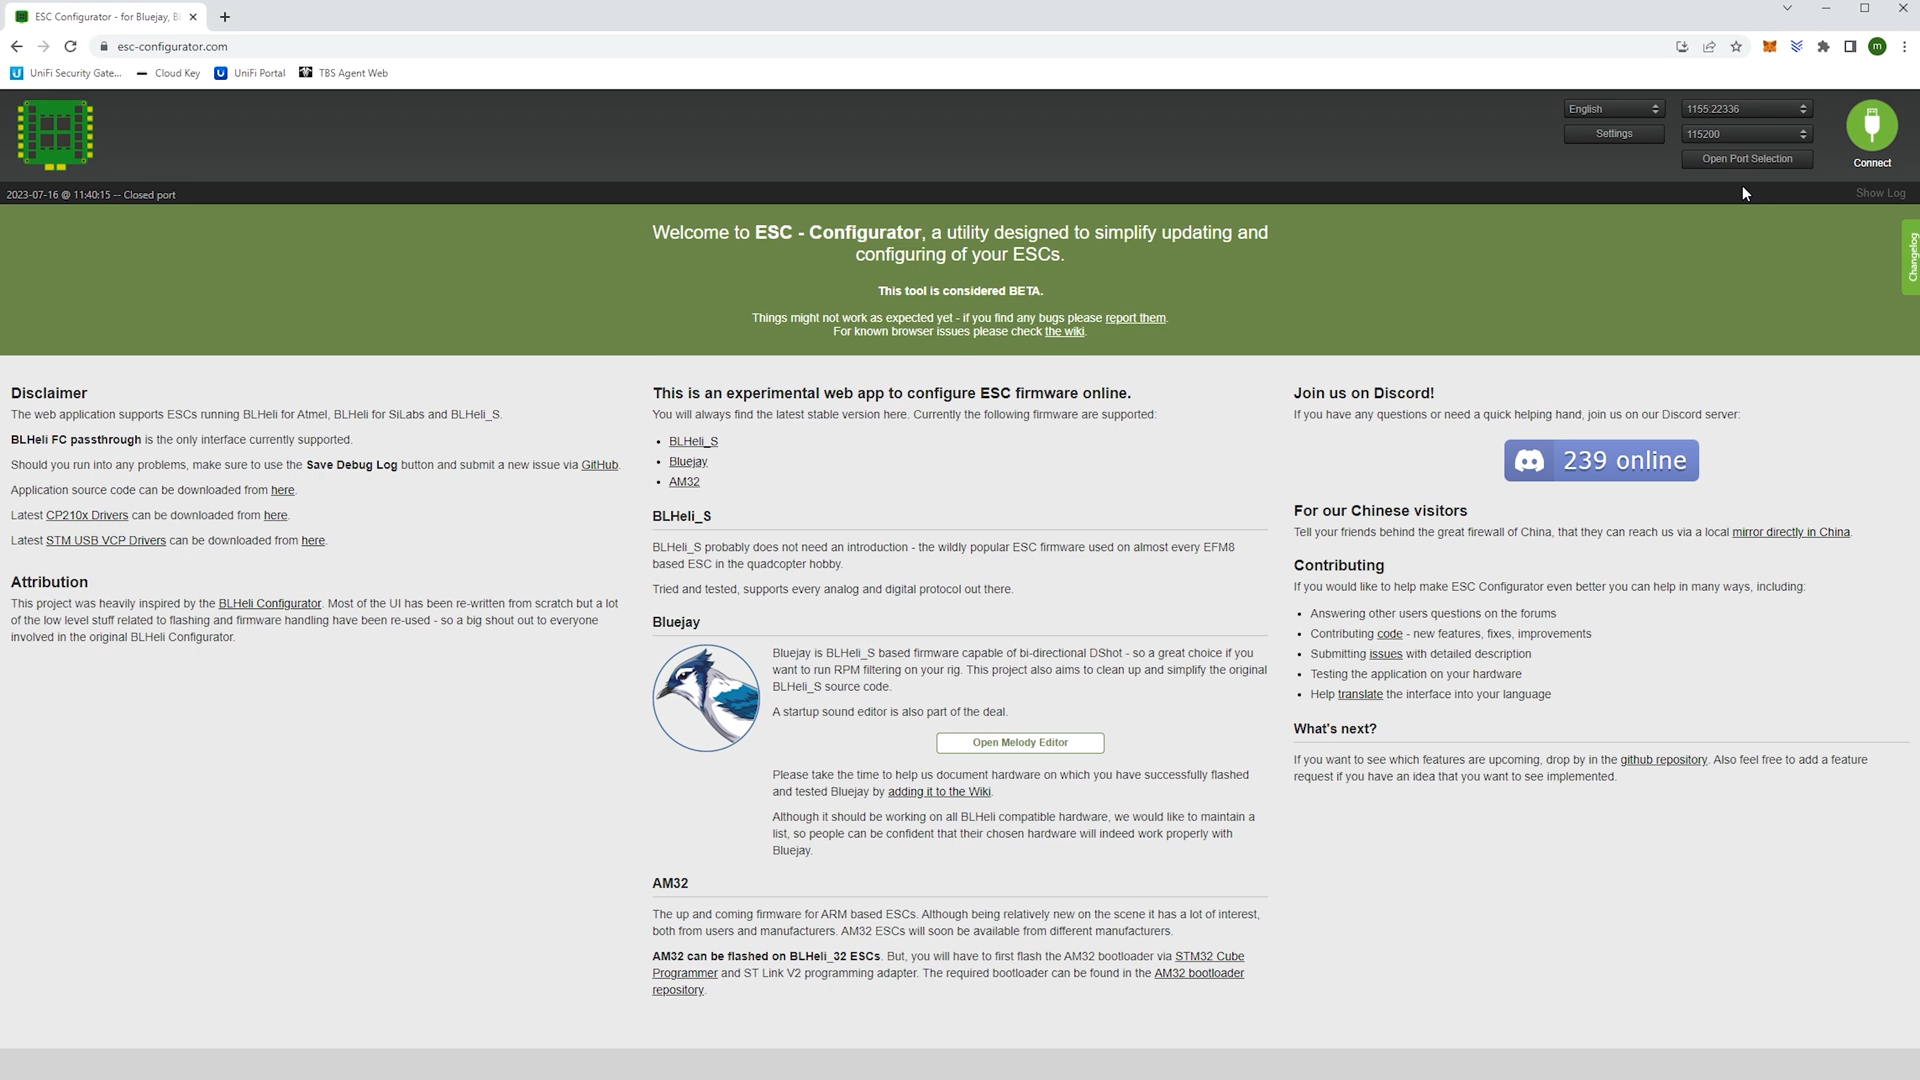 ESC Configurator - for Bluejay, B
esc-configurator.com
m
UniFi Security Gate...
Cloud Key
UniFi Portal
TBS Agent Web
English
1155:22336
Settings
115200
Open Port Selection
Connect
2023-07-16 @ 11:40:15 -- Closed port
Show Log
Changelog
Welcome to ESC - Configurator, a utility designed to simplify updating and
configuring of your ESCs.
This tool is considered BETA.
Things might not work as expected yet - if you find any bugs please report them.
For known browser issues please check the wiki.
Disclaimer
The web application supports ESCs running BLHeli for Atmel, BLHeli for SiLabs and BLHeli_S.
BLHeli FC passthrough is the only interface currently supported.
Should you run into any problems, make sure to use the Save Debug Log button and submit a new issue via GitHub.
Application source code can be downloaded from here.
Latest CP210x Drivers can be downloaded from here.
Latest STM USB VCP Drivers can be downloaded from here.
Attribution
This project was heavily inspired by the BLHeli Configurator. Most of the UI has been re-written from scratch but a lot
of the low level stuff related to flashing and firmware handling have been re-used - so a big shout out to everyone
involved in the original BLHeli Configurator.
This is an experimental web app to configure ESC firmware online.
You will always find the latest stable version here. Currently the following firmware are supported:
• BLHeli_S
• Bluejay
• AM32
BLHeli_S
BLHeli_S probably does not need an introduction - the wildly popular ESC firmware used on almost every EFM8
based ESC in the quadcopter hobby.
Tried and tested, supports every analog and digital protocol out there.
Bluejay
Bluejay is BLHeli_S based firmware capable of bi-directional DShot - so a great choice if you
want to run RPM filtering on your rig. This project also aims to clean up and simplify the original
BLHeli_S source code.
A startup sound editor is also part of the deal.
Open Melody Editor
Please take the time to help us document hardware on which you have successfully flashed
and tested Bluejay by adding it to the Wiki.
Although it should be working on all BLHeli compatible hardware, we would like to maintain a
list, so people can be confident that their chosen hardware will indeed work properly with
Bluejay.
AM32
The up and coming firmware for ARM based ESCs. Although being relatively new on the scene it has a lot of interest,
both from users and manufacturers. AM32 ESCs will soon be available from different manufacturers.
AM32 can be flashed on BLHeli_32 ESCs. But, you will have to first flash the AM32 bootloader via STM32 Cube
Programmer and ST Link V2 programming adapter. The required bootloader can be found in the AM32 bootloader
repository.
Join us on Discord!
If you have any questions or need a quick helping hand, join us on our Discord server:
239 online
For our Chinese visitors
Tell your friends behind the great firewall of China, that they can reach us via a local mirror directly in China.
Contributing
If you would like to help make ESC Configurator even better you can help in many ways, including:
• Answering other users questions on the forums
• Contributing code - new features, fixes, improvements
• Submitting issues with detailed description
• Testing the application on your hardware
• Help translate the interface into your language
What's next?
If you want to see which features are upcoming, drop by in the github repository. Also feel free to add a feature
request if you have an idea that you want to see implemented.